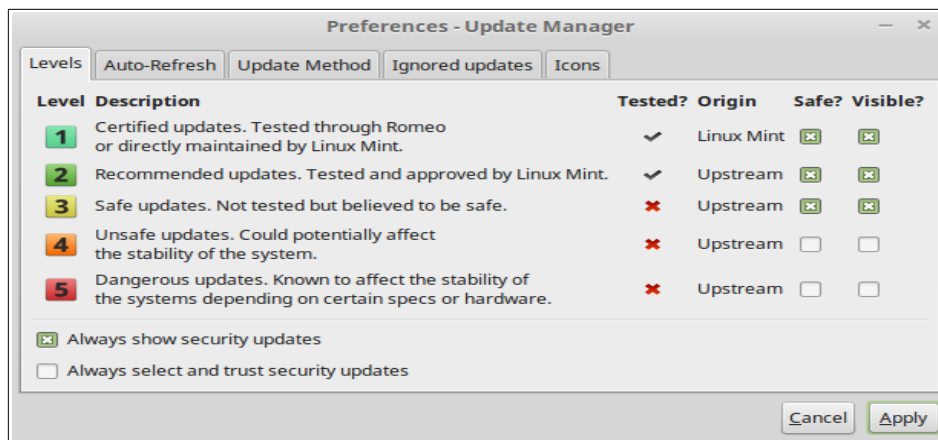 Preferences - Update Manager
Levels Auto-Refresh Update Method Ignored updates Icons
Level Description Tested? Origin Safe? Visible?
1 Certified updates. Tested through Romeo
or directly maintained by Linux Mint. Linux Mint
2 Recommended updates. Tested and approved by Linux Mint. Upstream
3 Safe updates. Not tested but believed to be safe. Upstream
4 Unsafe updates. Could potentially affect
the stability of the system. Upstream
5 Dangerous updates. Known to affect the stability of
the systems depending on certain specs or hardware. Upstream
Always show security updates
Always select and trust security updates
Cancel Apply